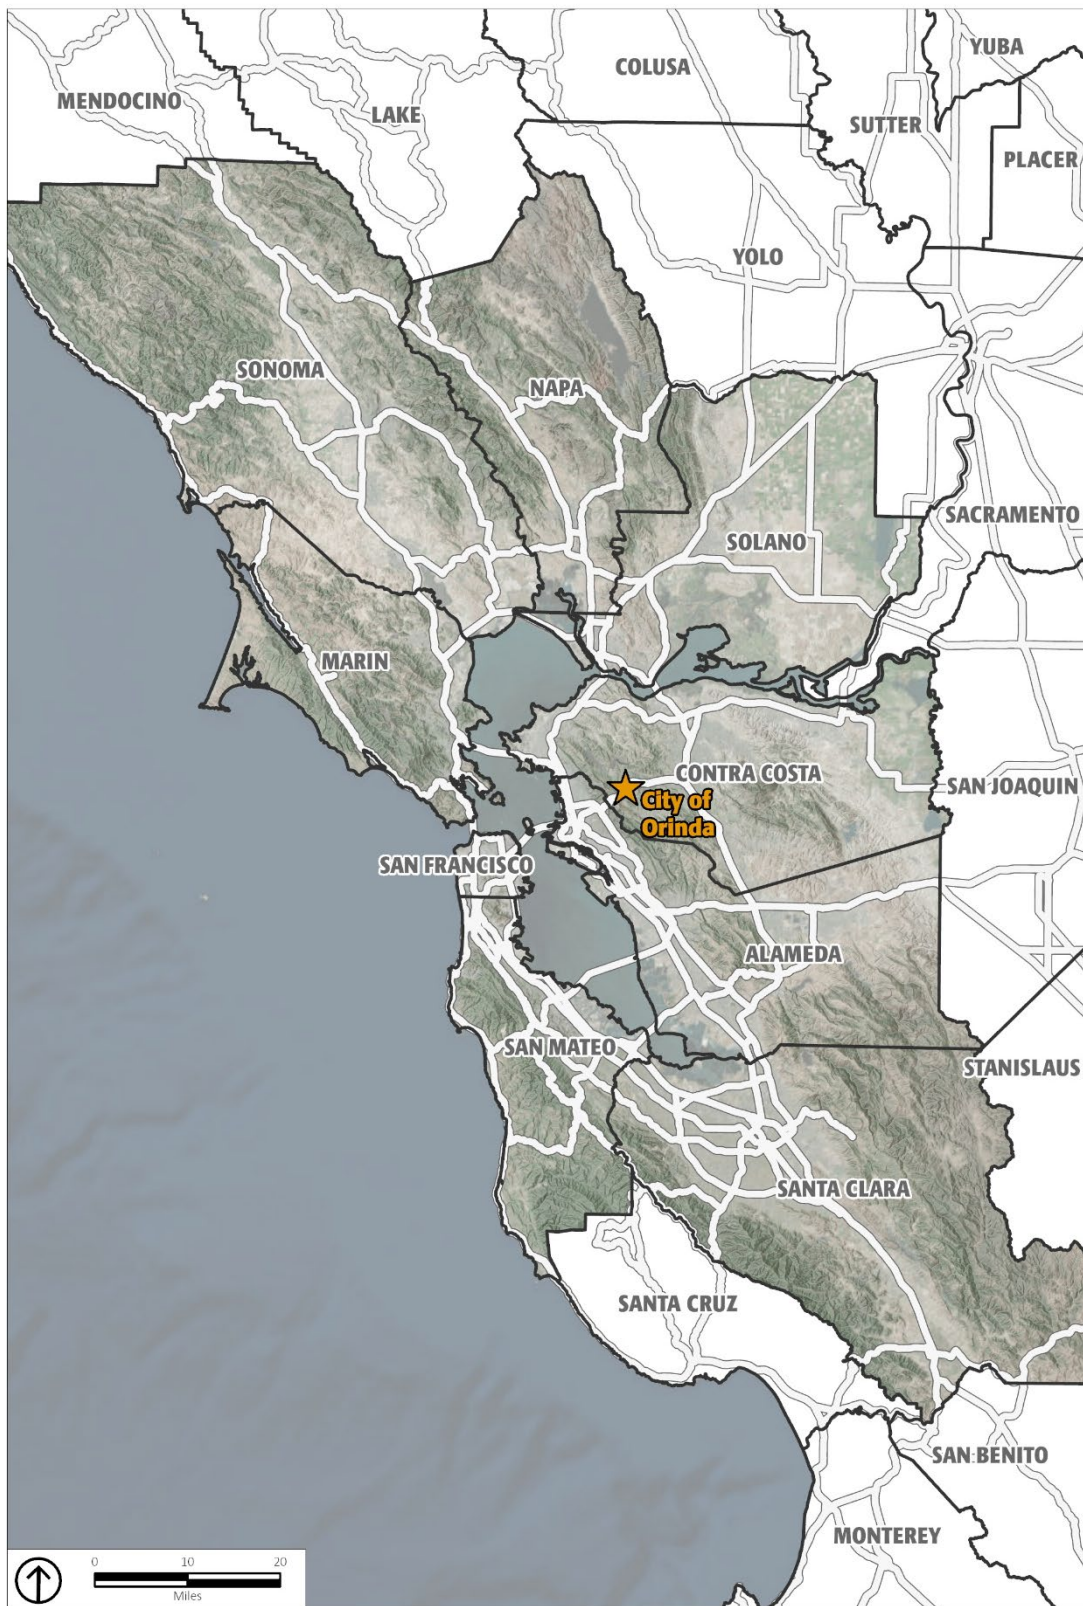 YUBA
COLUSA
MENDOCINO
LAKE
SUTTER
PLACER
YOLO
SONOMA
NAPA
SACRAMENTO
SOLANO
MARIN
CONTRA COSTA
SAN JOAQUIN
City of
Orinda
SAN FRANCISCO
ALAMEDA
SAN MATEO
STANISLAUS
SANTA CLARA
SANTA CRUZ
SAN BENITO
MONTEREY
0 10 20
Miles